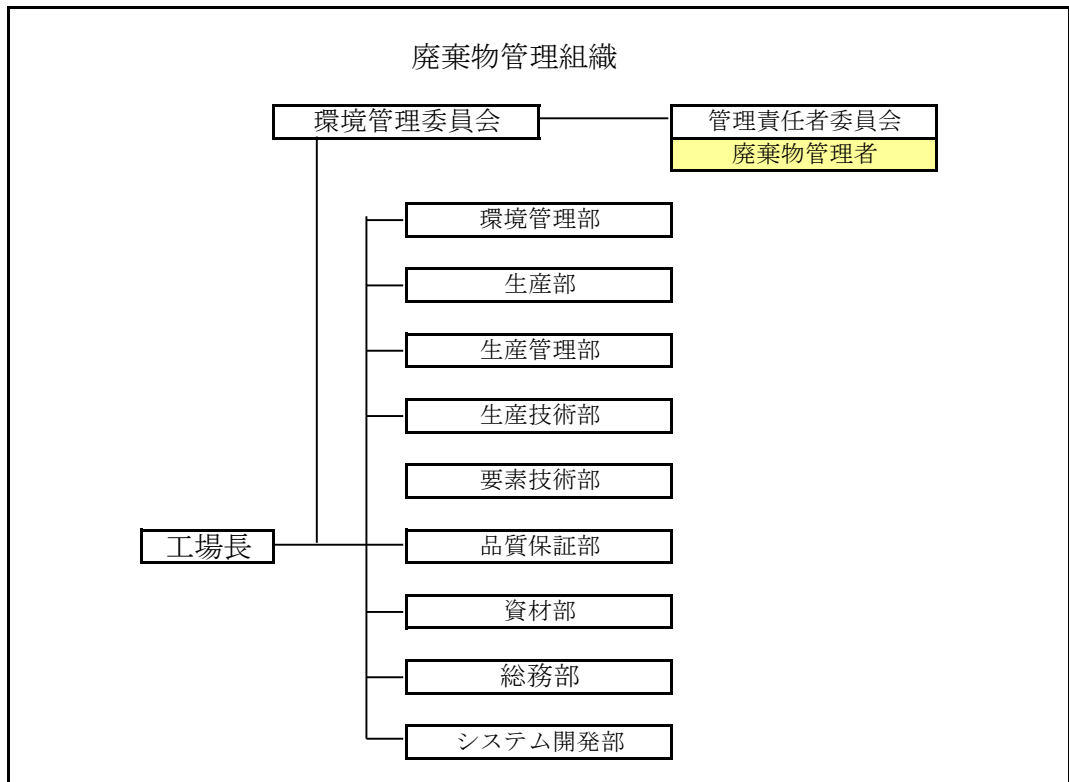 廃棄物管理組織
環境管理委員会
管理責任者委員会
廃棄物管理者
環境管理部
生産部
生産管理部
生産技術部
要素技術部
工場長
品質保証部
資材部
総務部
システム開発部